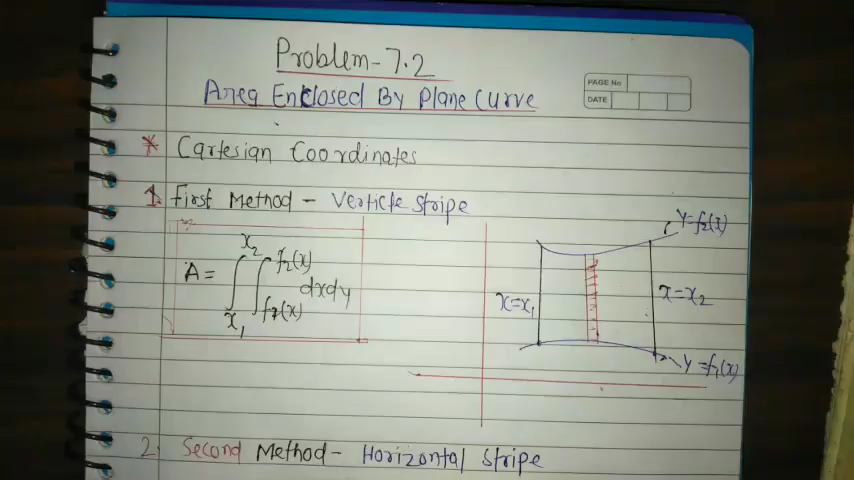 Problem-7.2
Area Enclosed By Plane Curve
PAGE No
DATE
* Cartesian Coordinates
1. First Method - Verticle Stripe
A = ∫ x₁ x₂ ∫ f₁(x) f₂(x) dxdy
Y=f₂(x)
x=x₁
x=x₂
Y=f₁(x)
2. Second Method- Horizontal Stripe